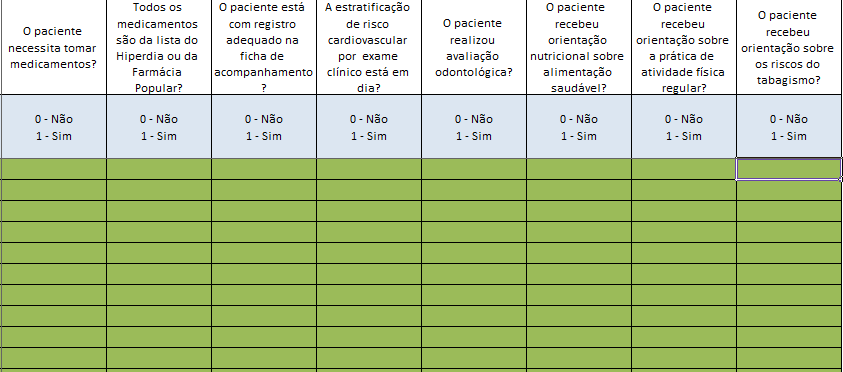 O paciente
necessita tomar
medicamentos?
Todos os
medicamentos
são da lista do
Hiperdia ou da
Farmácia
Popular?
O paciente está
com registro
adequado na
ficha de
acompanhamento
?
A estratificação
de risco
cardiovascular
por exame
clínico está em
dia?
O paciente
realizou
avaliação
odontológica?
O paciente
recebeu
orientação
nutricional sobre
alimentação
saudável?
O paciente
recebeu
orientação sobre
a prática de
atividade física
regular?
O paciente
recebeu
orientação sobre
os riscos do
tabagismo?
0 - Não
1 - Sim
0 - Não
1 - Sim
0 - Não
1 - Sim
0 - Não
1 - Sim
0 - Não
1 - Sim
0 - Não
1 - Sim
0 - Não
1 - Sim
0 - Não
1 - Sim